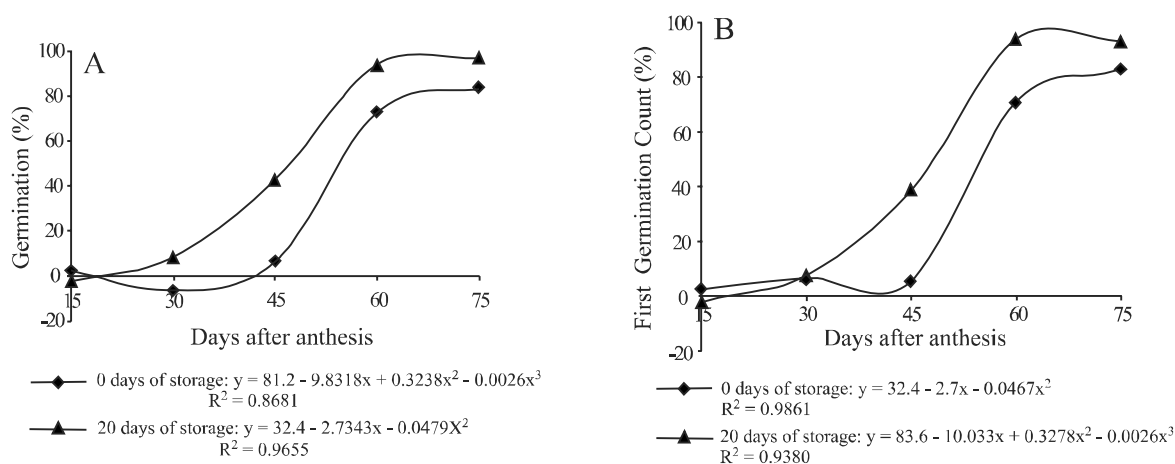 A
Germination (%)
100
80
60
40
20
0
-20
15
30
45
60
75
Days after anthesis
0 days of storage: y = 81.2 - 9.8318x + 0.3238x² - 0.0026x³
R² = 0.8681
20 days of storage: y = 32.4 - 2.7343x - 0.0479X²
R² = 0.9655
B
First Germination Count (%)
100
80
60
40
20
0
-20
15
30
45
60
75
Days after anthesis
0 days of storage: y = 32.4 - 2.7x - 0.0467x²
R² = 0.9861
20 days of storage: y = 83.6 - 10.033x + 0.3278x² - 0.0026x³
R² = 0.9380